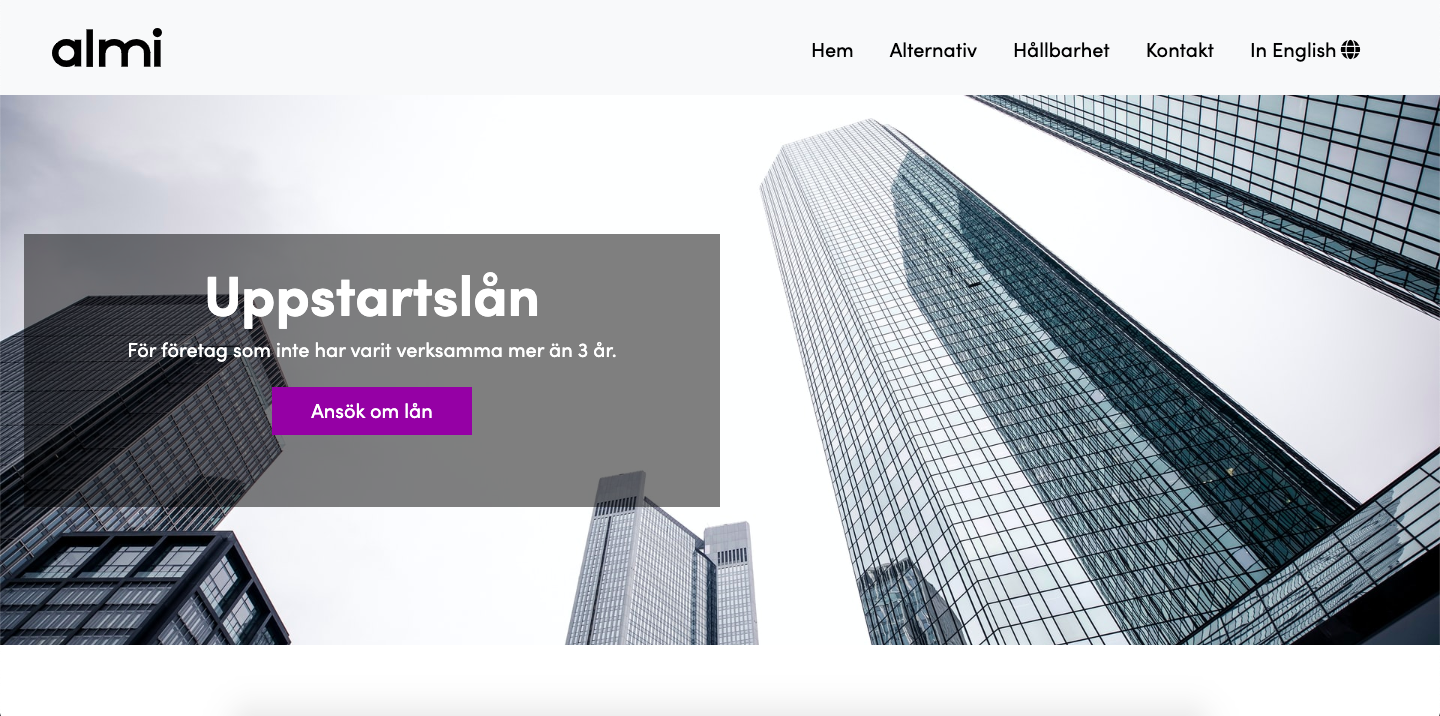 almi
Hem
Alternativ
Hållbarhet
Kontakt
In English
Uppstartslån
För företag som inte har varit verksamma mer än 3 år.
Ansök om lån